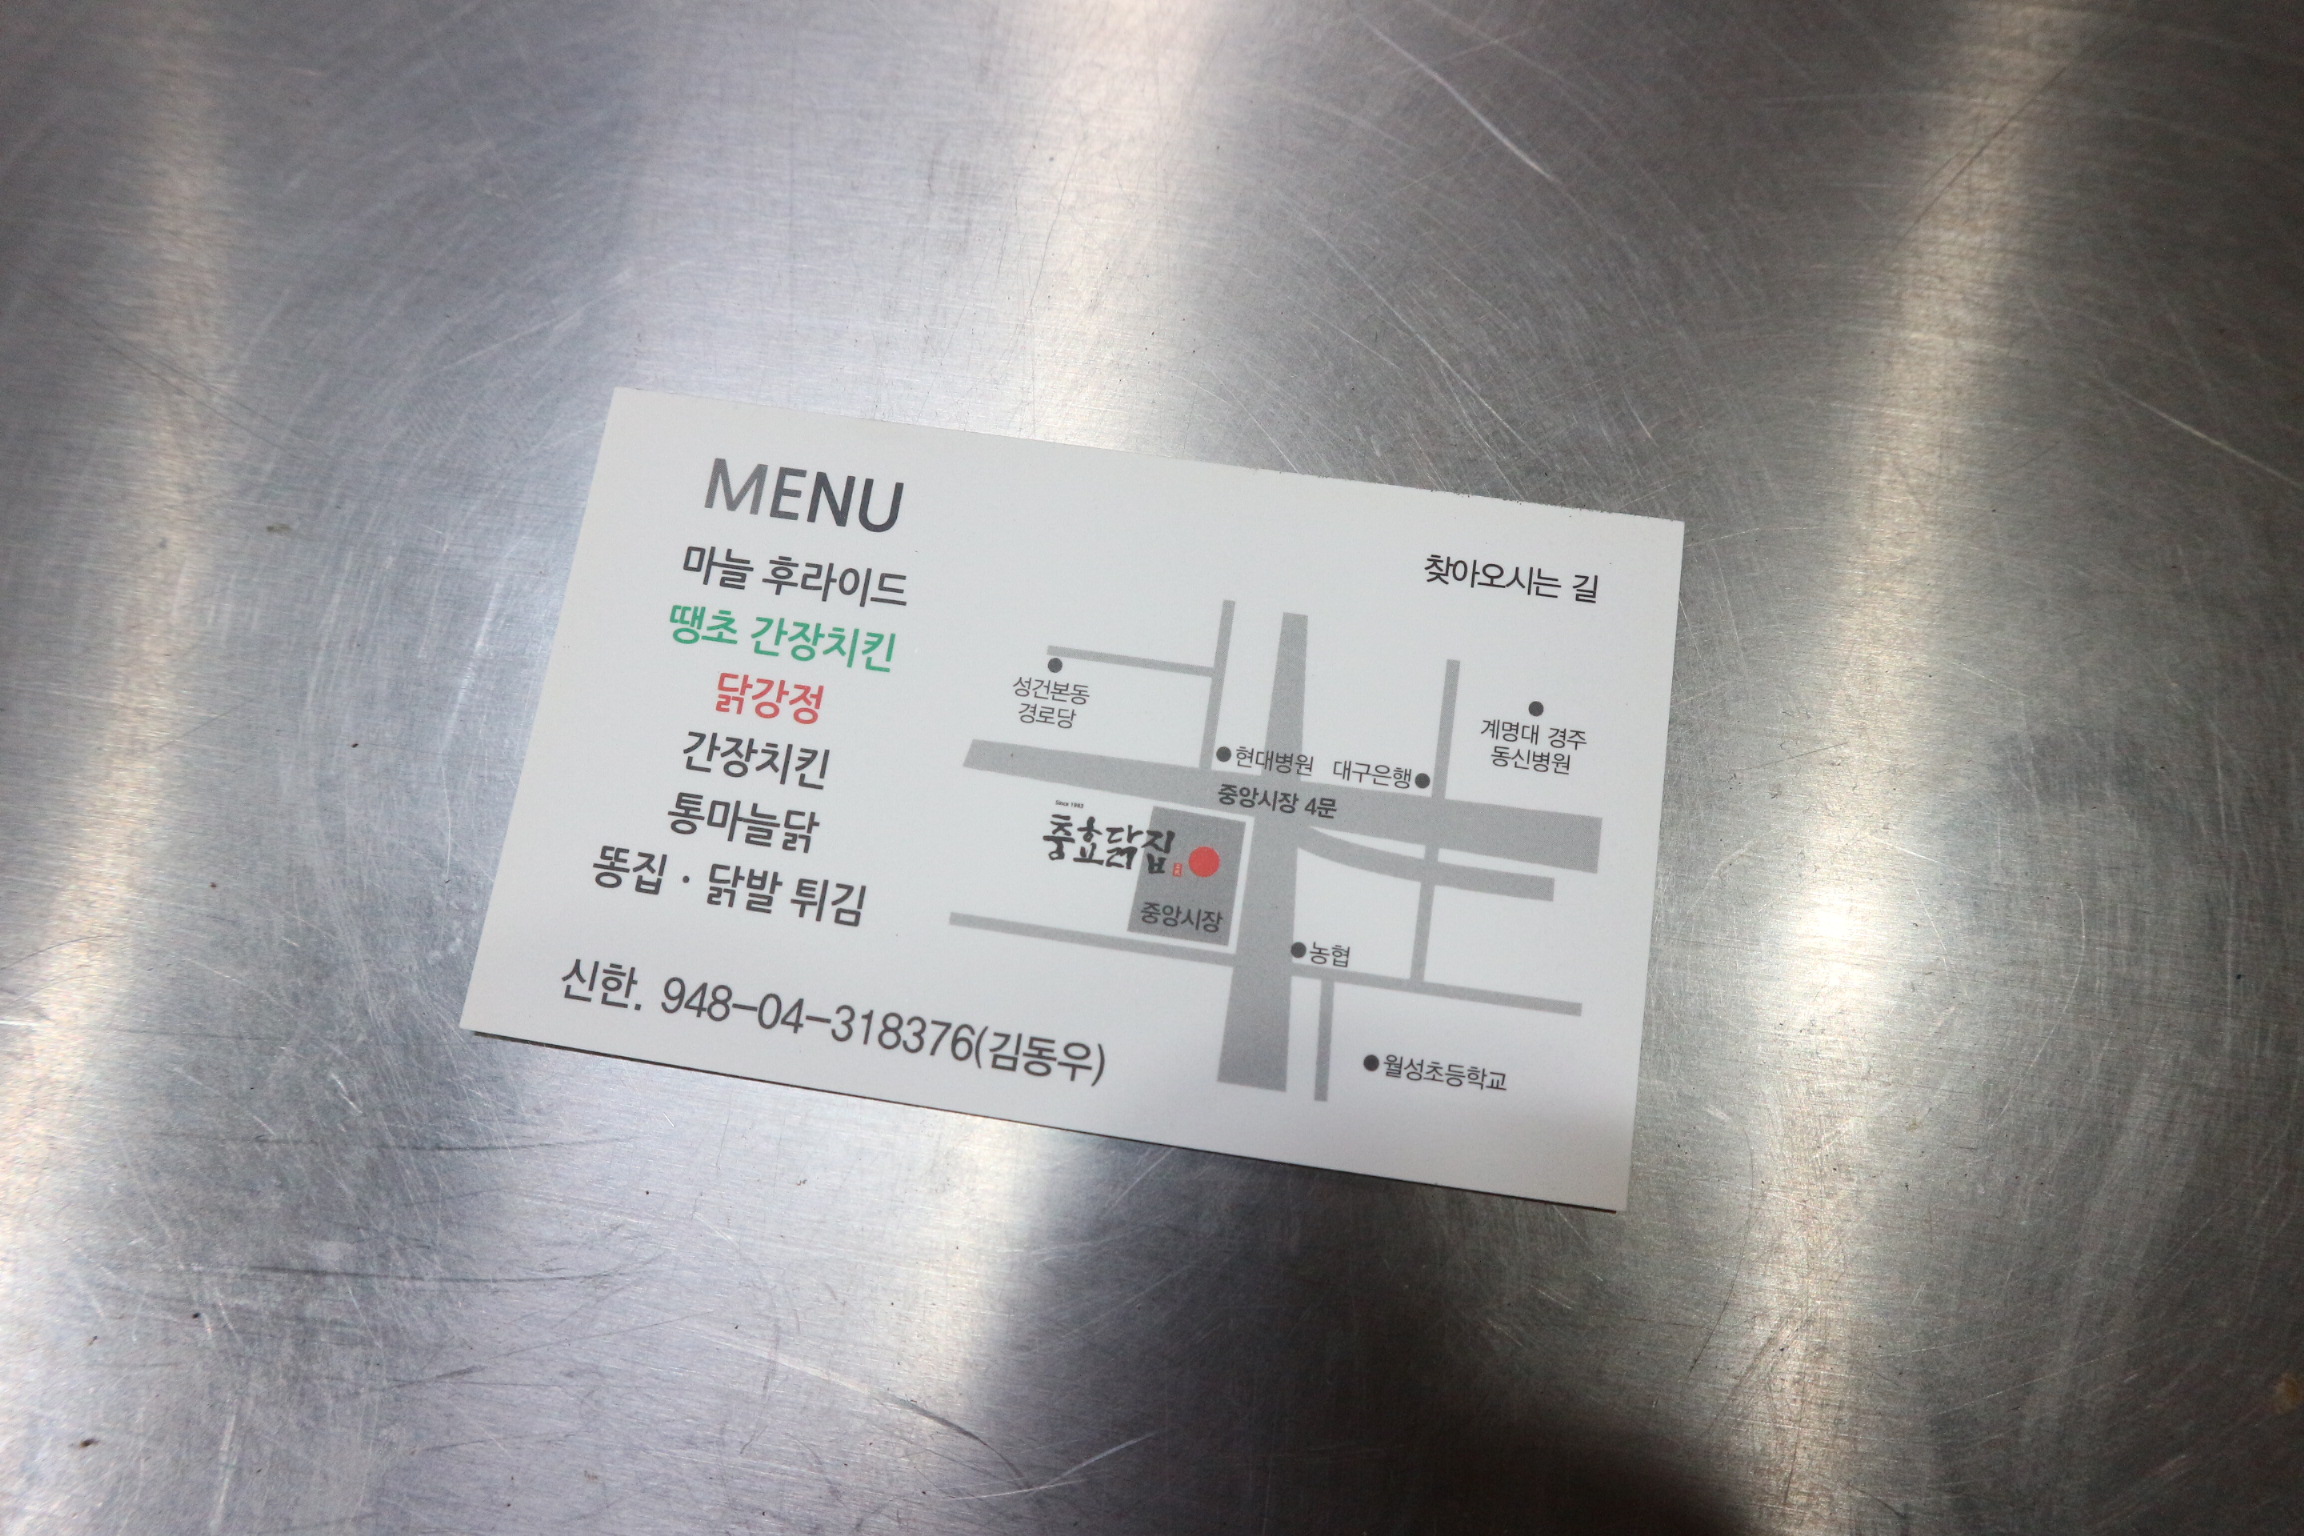 MENU
마늘 후라이드
땡초 간장치킨
닭강정
간장치킨
통마늘닭
똥집 · 닭발 튀김
신한. 948-04-318376(김동우)
찾아오시는 길
성건본동
경로당
계명대 경주
동신병원
현대병원
대구은행
중앙시장 4문
Since 1983
충효닭집
중앙시장
농협
월성초등학교